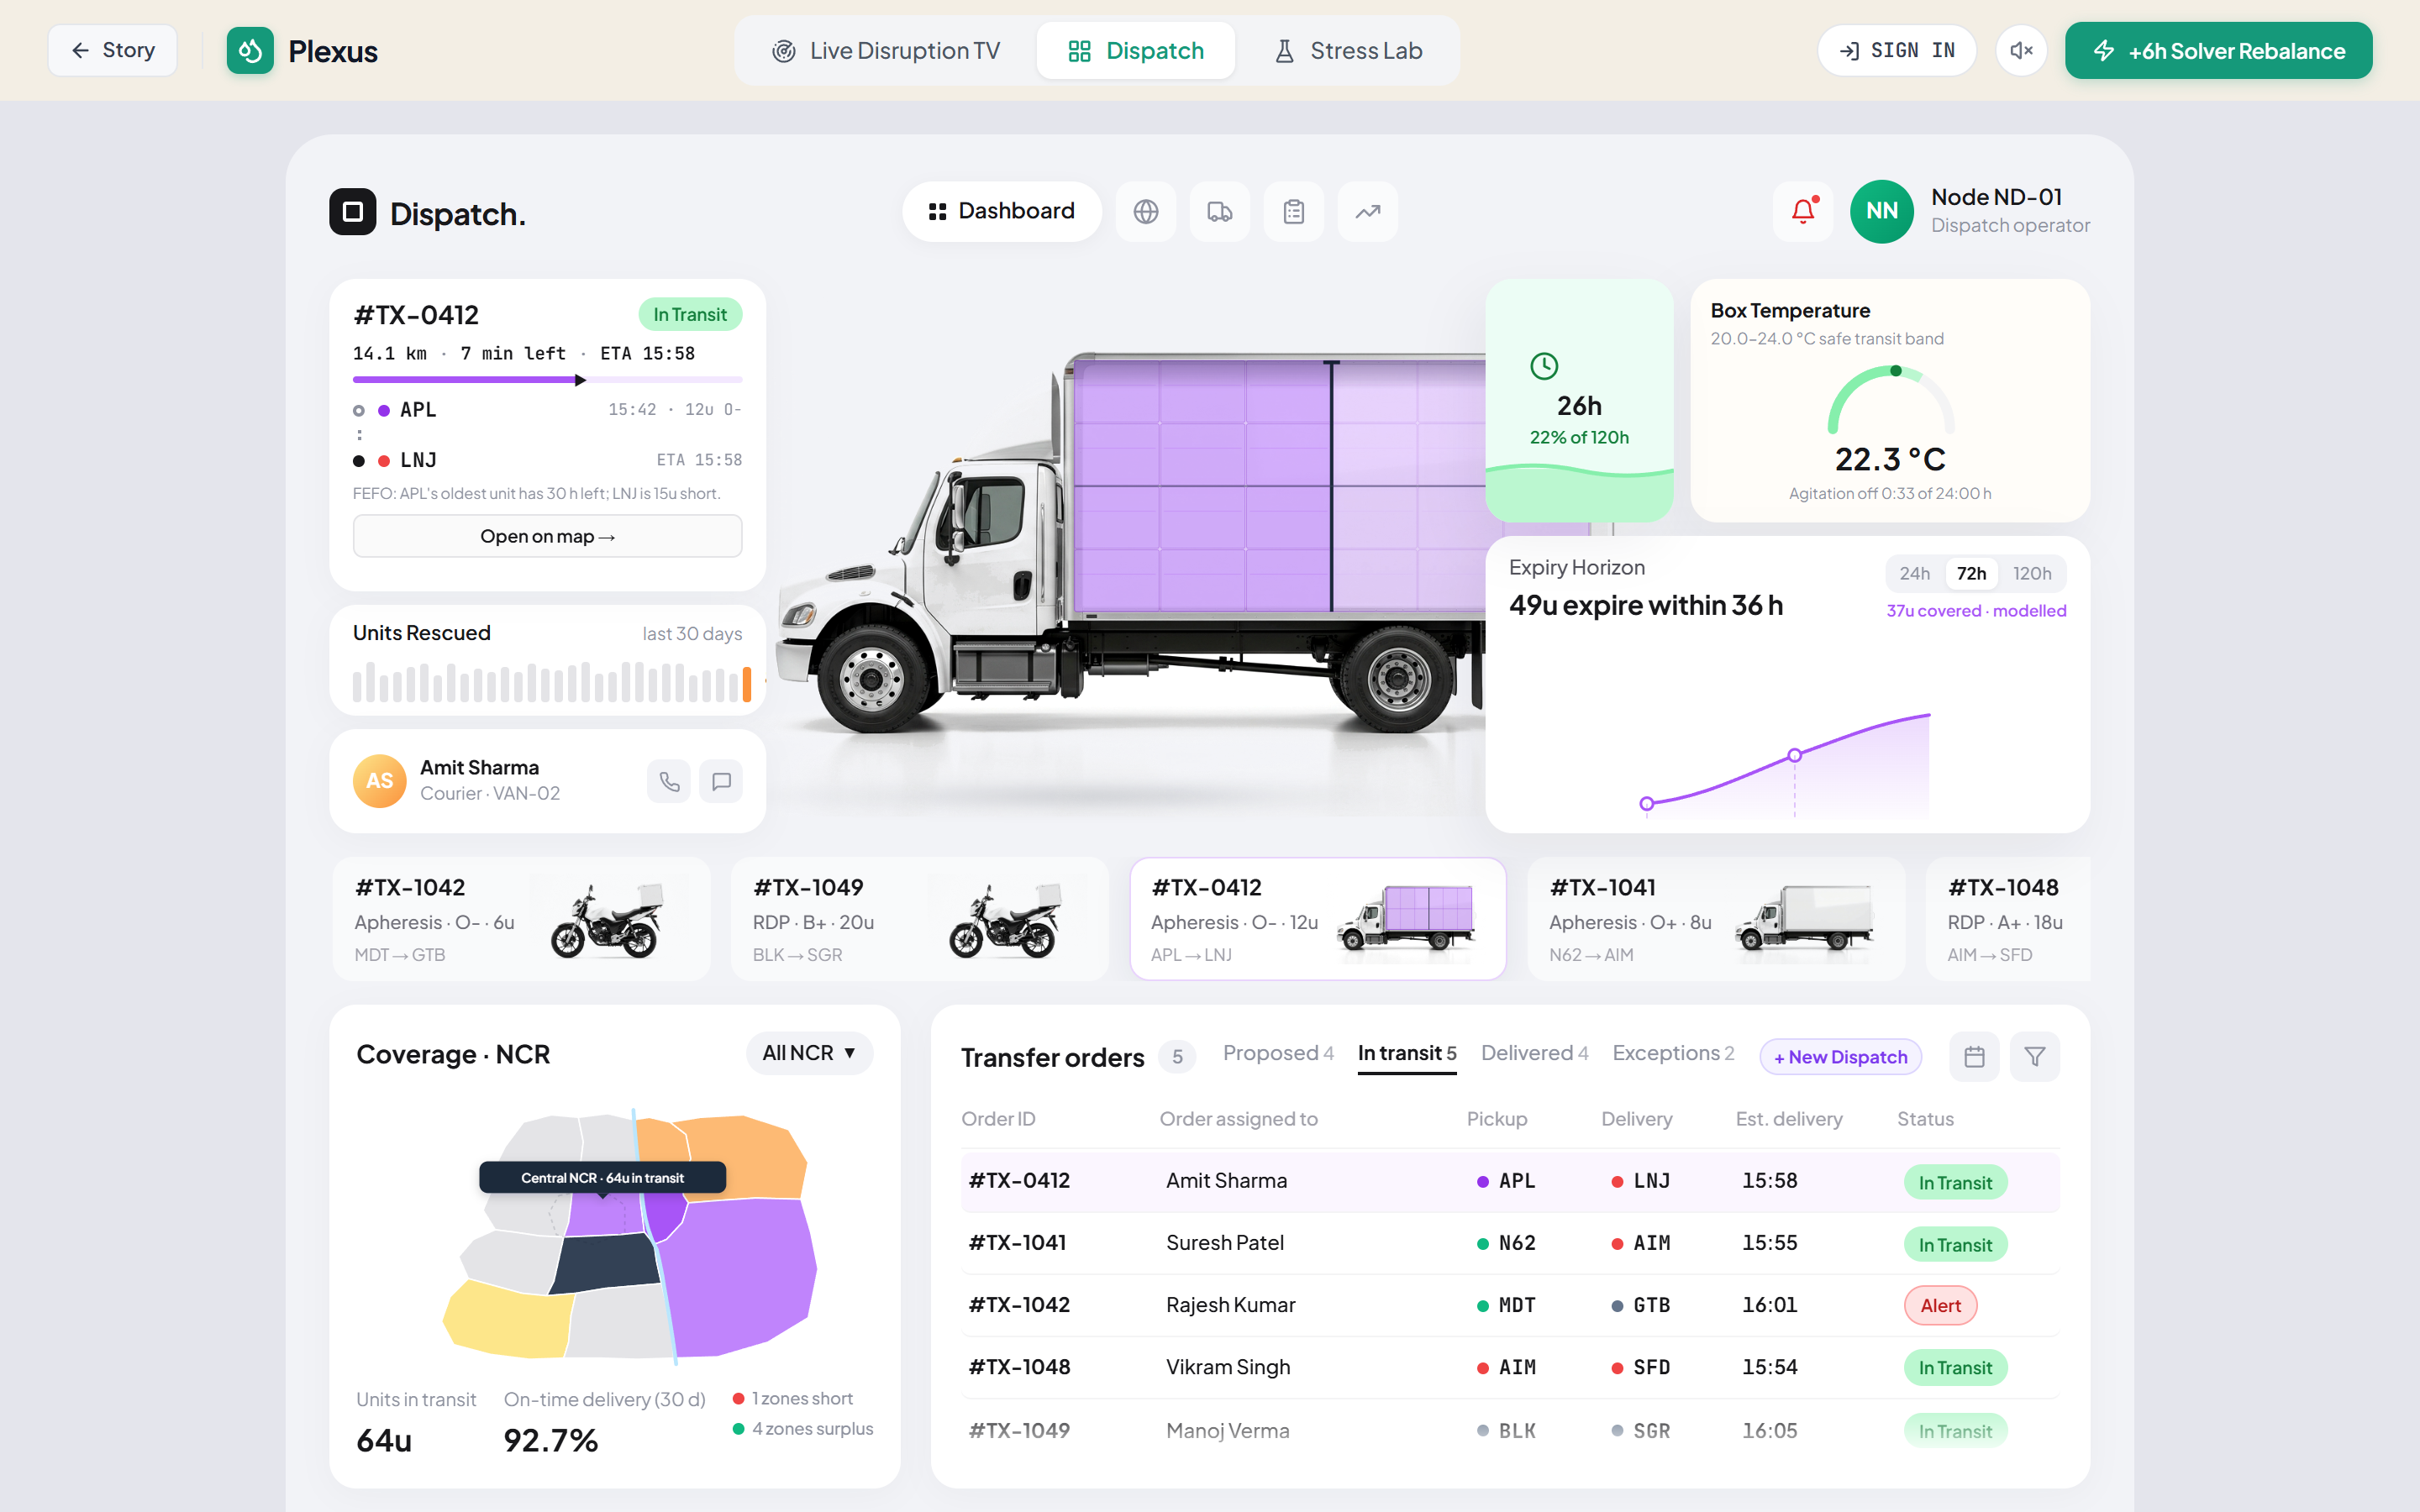 Story
Plexus
Live Disruption TV
Dispatch
Stress Lab
SIGN IN
+6h Solver Rebalance
Dispatch.
Dashboard
NN
Node ND-01
Dispatch operator
#TX-0412
In Transit
14.1 km · 7 min left · ETA 15:58
APL
15:42 · 12u O-
LNJ
ETA 15:58
FEFO: APL's oldest unit has 30 h left; LNJ is 15u short.
Open on map →
Units Rescued
last 30 days
AS
Amit Sharma
Courier · VAN-02
26h
22% of 120h
Box Temperature
20.0–24.0 °C safe transit band
22.3 °C
Agitation off 0:33 of 24:00 h
Expiry Horizon
24h 72h 120h
49u expire within 36 h
37u covered · modelled
#TX-1042
Apheresis · O- · 6u
MDT → GTB
#TX-1049
RDP · B+ · 20u
BLK → SGR
#TX-0412
Apheresis · O- · 12u
APL → LNJ
#TX-1041
Apheresis · O+ · 8u
N62 → AIM
#TX-1048
RDP · A+ · 18u
AIM → SFD
Coverage · NCR
All NCR ▼
Central NCR · 64u in transit
Units in transit
64u
On-time delivery (30 d)
92.7%
1 zones short
4 zones surplus
Transfer orders 5
Proposed 4
In transit 5
Delivered 4
Exceptions 2
+ New Dispatch
Order ID Order assigned to Pickup Delivery Est. delivery Status
#TX-0412 Amit Sharma APL LNJ 15:58 In Transit
#TX-1041 Suresh Patel N62 AIM 15:55 In Transit
#TX-1042 Rajesh Kumar MDT GTB 16:01 Alert
#TX-1048 Vikram Singh AIM SFD 15:54 In Transit
#TX-1049 Manoj Verma BLK SGR 16:05 In Transit